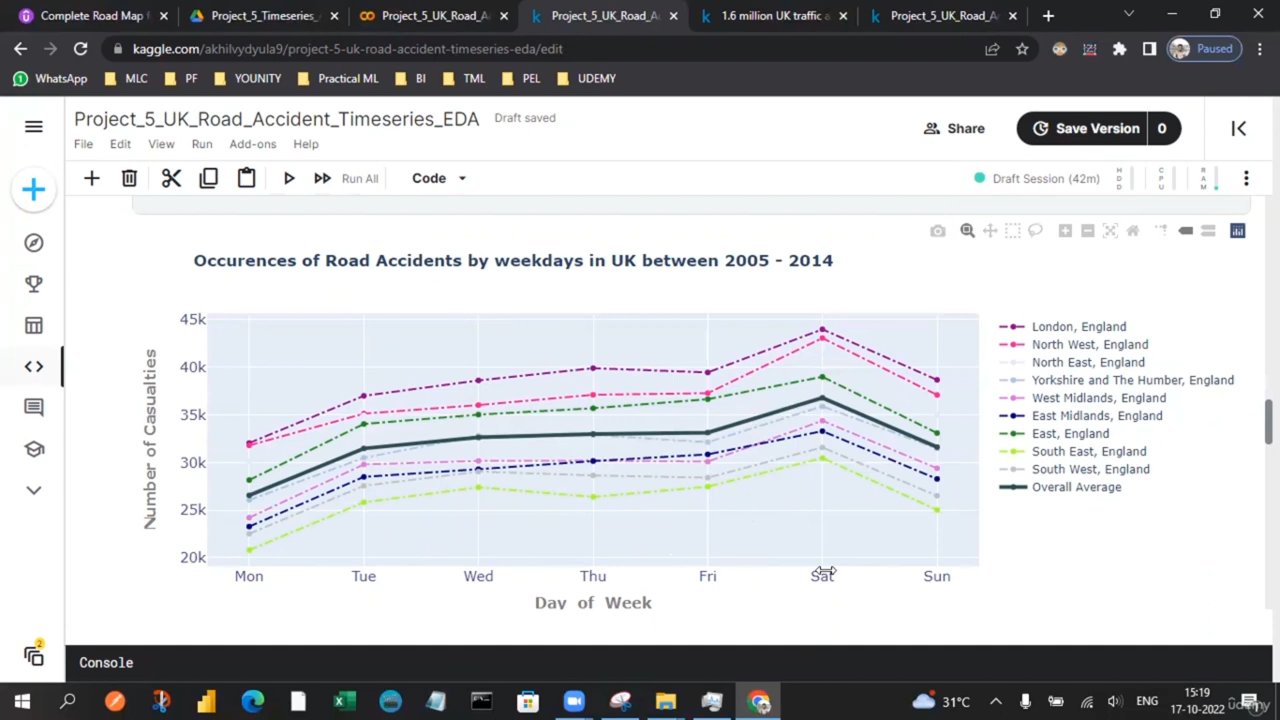 Complete Road Map
Project_5_Timeseries_
Project_5_UK_Road_A
Project_5_UK_Road_A
1.6 million UK traffic a
Project_5_UK_Road_A
kaggle.com/akhilvydyula9/project-5-uk-road-accident-timeseries-eda/edit
Paused
WhatsApp MLC PF YOUNITY Practical ML BI TML PEL UDEMY
Project_5_UK_Road_Accident_Timeseries_EDA Draft saved
Share
Save Version 0
File Edit View Run Add-ons Help
Run All Code
Draft Session (42m) HDD CPU RAM
Occurences of Road Accidents by weekdays in UK between 2005 - 2014
45k
40k
35k
30k
25k
20k
Number of Casualties
Mon Tue Wed Thu Fri Sat Sun
Day of Week
London, England
North West, England
North East, England
Yorkshire and The Humber, England
West Midlands, England
East Midlands, England
East, England
South East, England
South West, England
Overall Average
2
Console
31°C
ENG
15:19
17-10-2022
udemy